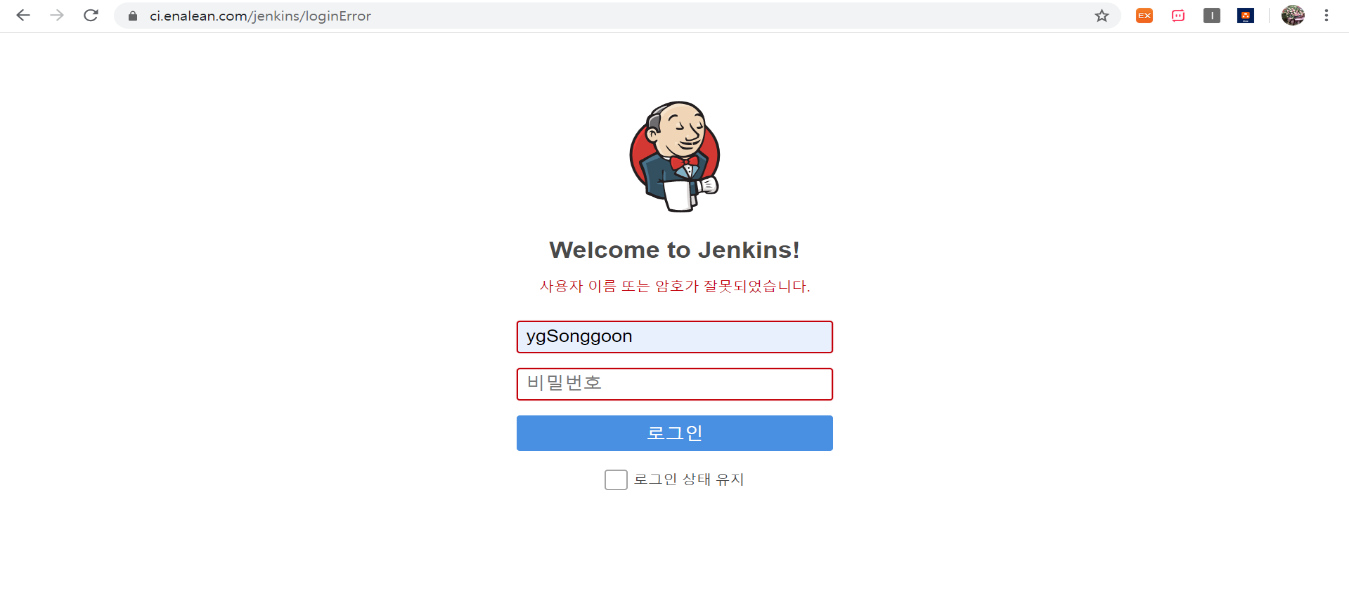 ci.enalean.com/jenkins/loginError
EX
Welcome to Jenkins!
사용자 이름 또는 암호가 잘못되었습니다.
ygSonggoon
비밀번호
로그인
로그인 상태 유지